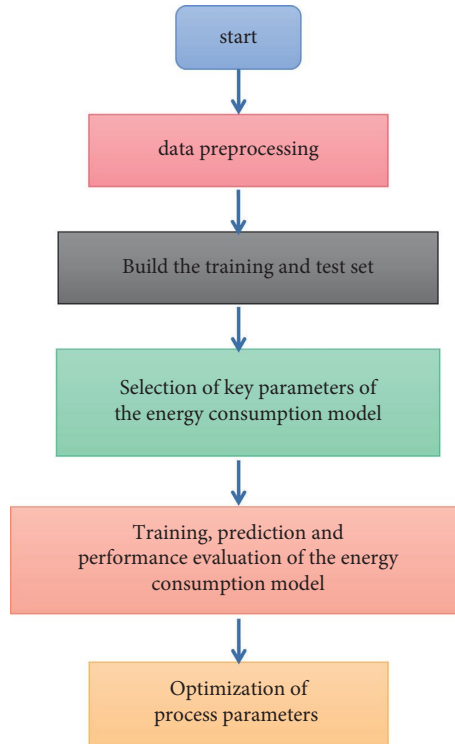 start
data preprocessing
Build the training and test set
Selection of key parameters of
the energy consumption model
Training, prediction and
performance evaluation of the energy
consumption model
Optimization of
process parameters